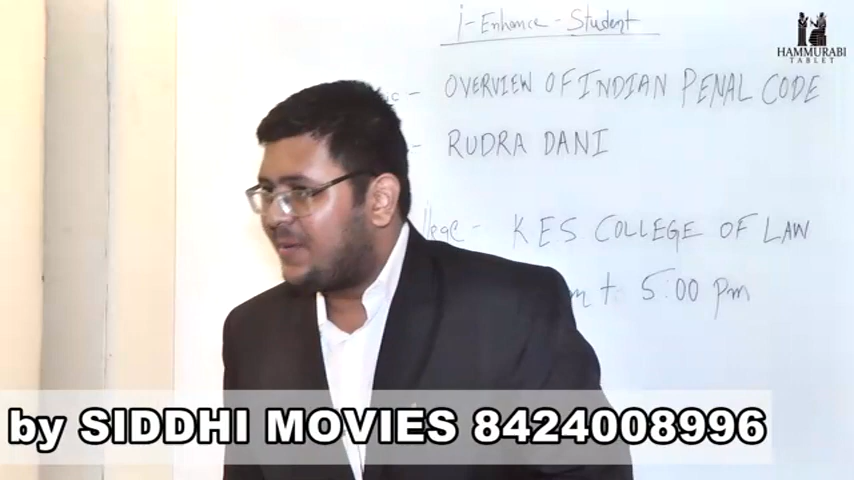 i-Enhance-Student
HAMMURABI
TABLET
- OVERVIEW OF INDIAN PENAL CODE
- RUDRA DANI
- KES COLLEGE OF LAW
5:00 pm
by SIDDHI MOVIES 8424008996